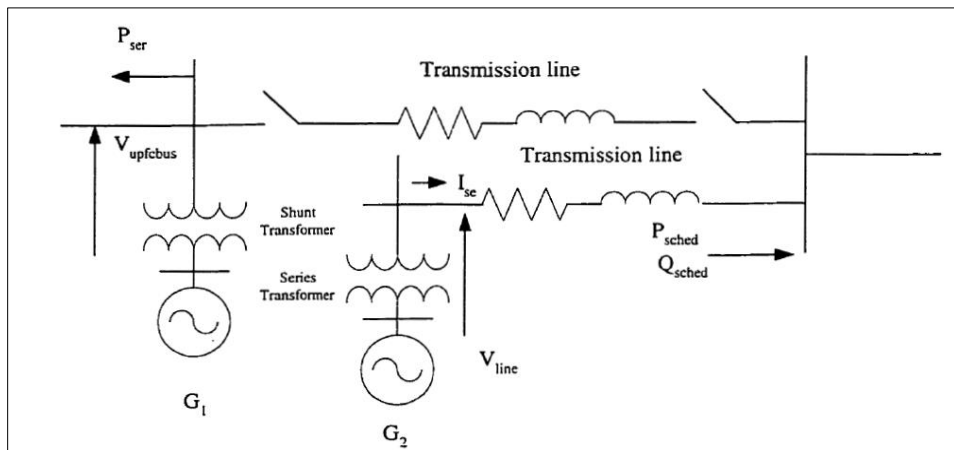 P_ser
Transmission line
V_upfcbus
Transmission line
I_se
Shunt
Transformer
P_sched
Q_sched
Series
Transformer
V_line
G_1
G_2